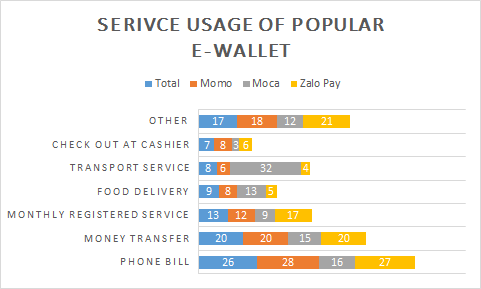 SERIVCE USAGE OF POPULAR
E-WALLET
Total Momo Moca Zalo Pay
OTHER 17 18 12 21
CHECK OUT AT CASHIER 7 8 3 6
TRANSPORT SERVICE 8 6 32 4
FOOD DELIVERY 9 8 13 5
MONTHLY REGISTERED SERVICE 13 12 9 17
MONEY TRANSFER 20 20 15 20
PHONE BILL 26 28 16 27